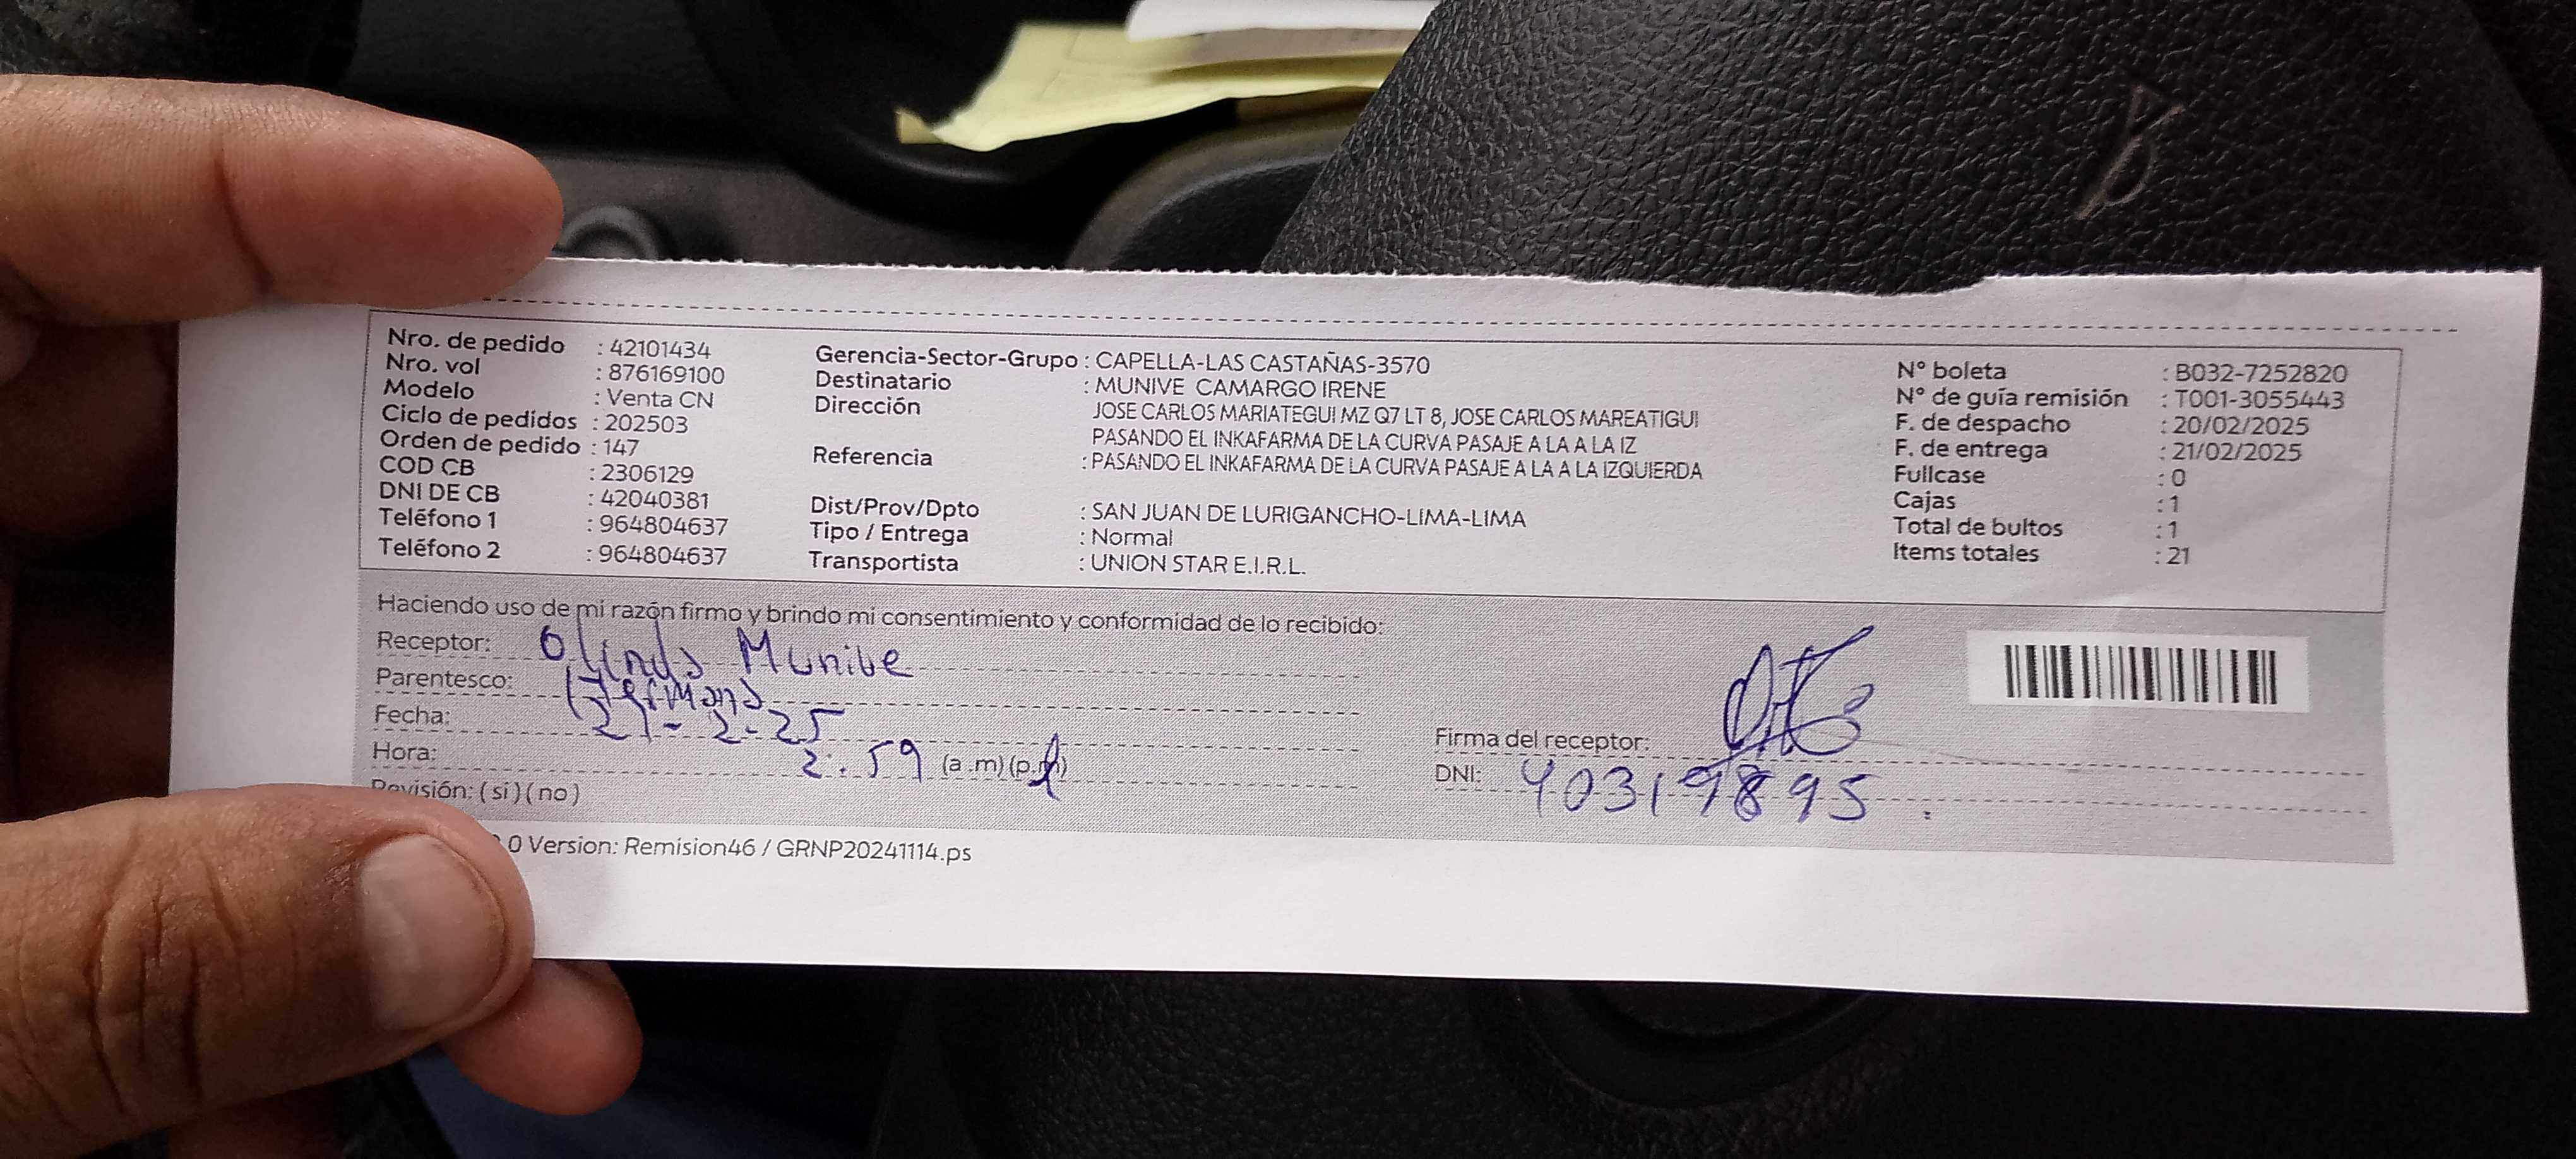 Nro. de pedido : 42101434
Nro. vol : 876169100
Modelo : Venta CN
Ciclo de pedidos : 202503
Orden de pedido : 147
COD CB : 2306129
DNI DE CB : 42040381
Teléfono 1 : 964804637
Teléfono 2 : 964804637
Gerencia-Sector-Grupo : CAPELLA-LAS CASTAÑAS-3570
Destinatario : MUNIVE CAMARGO IRENE
Dirección JOSE CARLOS MARIATEGUI MZ Q7 LT 8, JOSE CARLOS MAREATIGUI
PASANDO EL INKAFARMA DE LA CURVA PASAJE A LA A LA IZ
Referencia : PASANDO EL INKAFARMA DE LA CURVA PASAJE A LA A LA IZQUIERDA
Dist/Prov/Dpto : SAN JUAN DE LURIGANCHO-LIMA-LIMA
Tipo / Entrega : Normal
Transportista : UNION STAR E.I.R.L.
N° boleta : B032-7252820
N° de guía remisión : T001-3055443
F. de despacho : 20/02/2025
F. de entrega : 21/02/2025
Fullcase : 0
Cajas : 1
Total de bultos : 1
Items totales : 21
Haciendo uso de mi razón firmo y brindo mi consentimiento y conformidad de lo recibido:
Receptor: Olinda Munive
Parentesco: Hermana
Fecha: 21-2-25
Hora: 2:59 (a.m) (p.m)
Revisión: (si) (no)
Firma del receptor:
DNI: 40319895
0 Version: Remision46 / GRNP20241114.ps